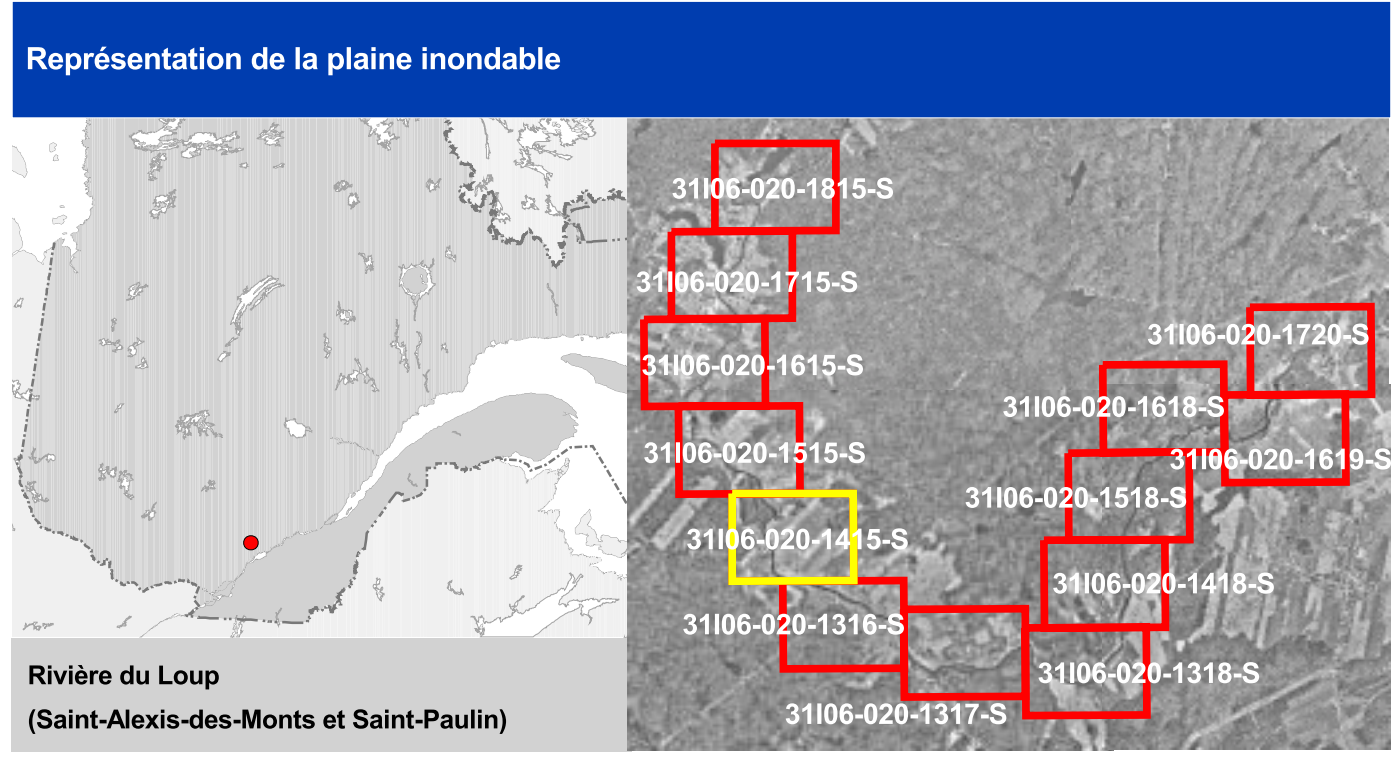 Représentation de la plaine inondable
31I06-020-1815-S
31I06-020-1715-S
31I06-020-1720-S
31I06-020-1615-S
31I06-020-1618-S
31I06-020-1515-S
31I06-020-1619-S
31I06-020-1518-S
31I06-020-1415-S
31I06-020-1418-S
31I06-020-1316-S
31I06-020-1318-S
31I06-020-1317-S
Rivière du Loup
(Saint-Alexis-des-Monts et Saint-Paulin)